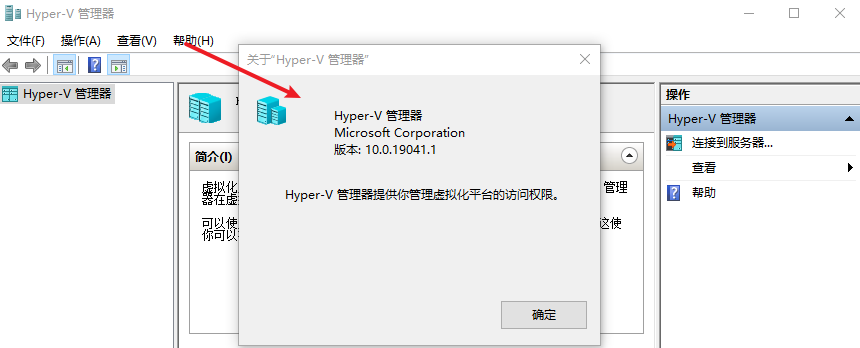 Hyper-V 管理器
文件(F) 操作(A) 查看(V) 帮助(H)
Hyper-V 管理器
关于“Hyper-V 管理器”
Hyper-V 管理器
Microsoft Corporation
版本: 10.0.19041.1
Hyper-V 管理器提供你管理虚拟化平台的访问权限。
确定
简介(I)
虚拟化
管理
器在虚
可以使
这使
你可以
操作
Hyper-V 管理器
连接到服务器...
查看
帮助